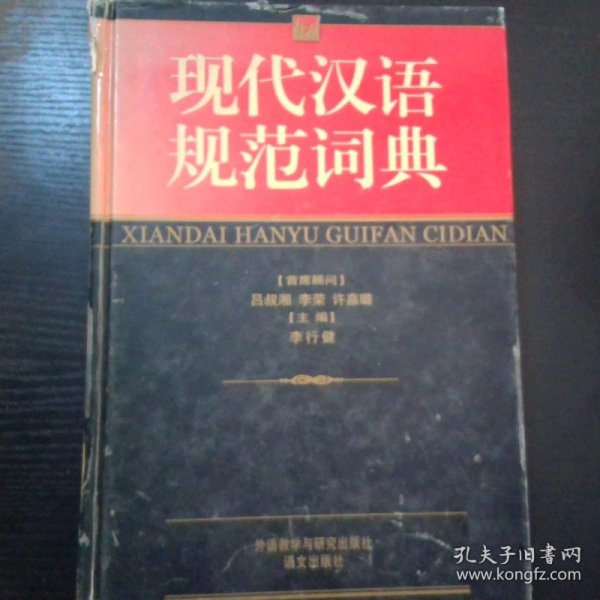 现代汉语
规范词典
XIANDAI HANYU GUIFAN CIDIAN
【首席顾问】
吕叔湘 李荣 许嘉璐
【主编】
李行健
外语教学与研究出版社
语文出版社
孔夫子旧书网
www.kongfz.com